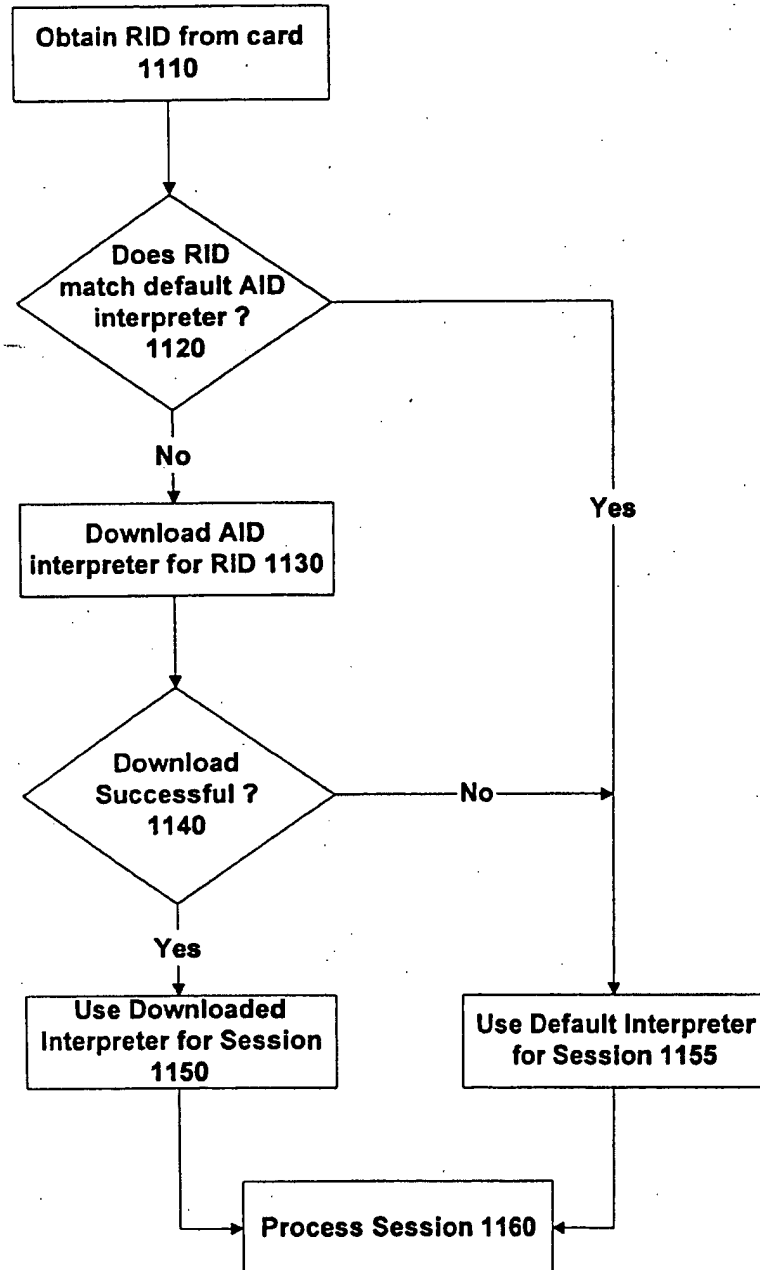 Obtain RID from card
1110
Does RID
match default AID
interpreter ?
1120
No
Yes
Download AID
interpreter for RID 1130
Download
Successful ?
1140
No
Yes
Use Downloaded
Interpreter for Session
1150
Use Default Interpreter
for Session 1155
Process Session 1160